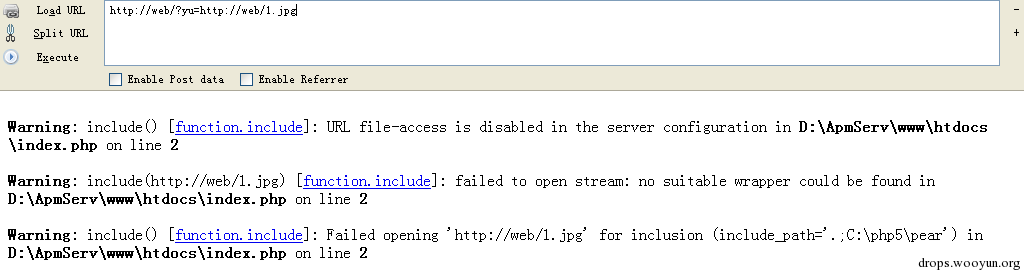 Load URL
http://web/?yu=http://web/1.jpg
-
Split URL
+
Execute
Enable Post data Enable Referrer
Warning: include() [function.include]: URL file-access is disabled in the server configuration in D:\ApmServ\www\htdocs
\index.php on line 2
Warning: include(http://web/1.jpg) [function.include]: failed to open stream: no suitable wrapper could be found in
D:\ApmServ\www\htdocs\index.php on line 2
Warning: include() [function.include]: Failed opening 'http://web/1.jpg' for inclusion (include_path='.;C:\php5\pear') in
D:\ApmServ\www\htdocs\index.php on line 2
drops.wooyun.org